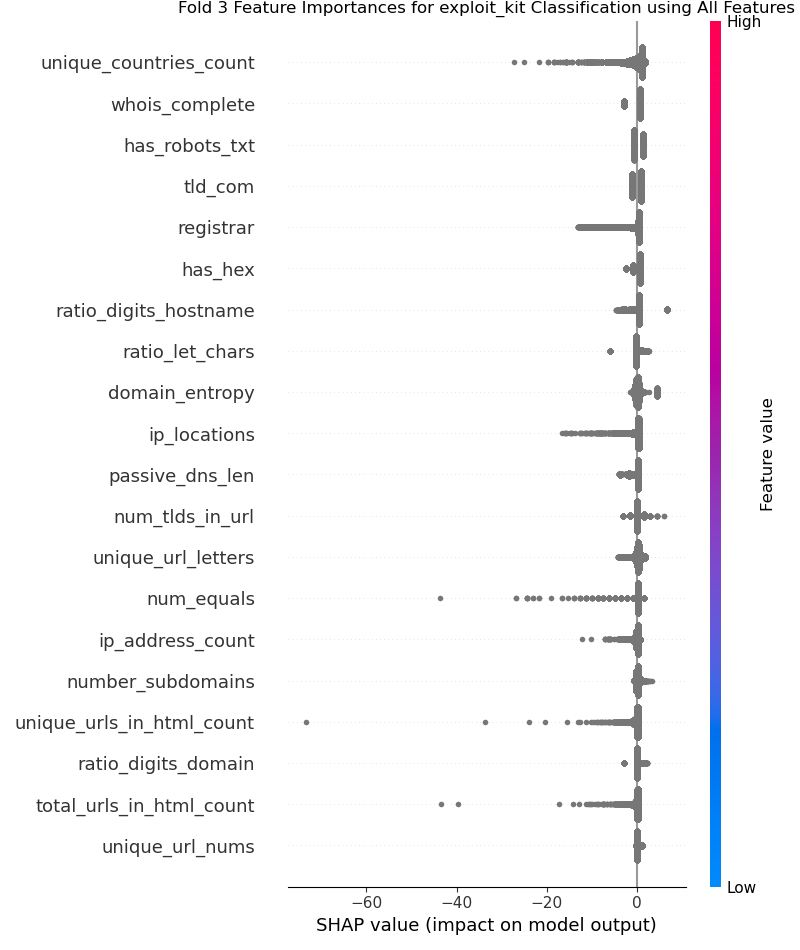 Fold 3 Feature Importances for exploit_kit Classification using All Features
High
unique_countries_count
whois_complete
has_robots_txt
tld_com
registrar
has_hex
ratio_digits_hostname
ratio_let_chars
domain_entropy
ip_locations
passive_dns_len
num_tlds_in_url
unique_url_letters
num_equals
ip_address_count
number_subdomains
unique_urls_in_html_count
ratio_digits_domain
total_urls_in_html_count
unique_url_nums
Feature value
Low
−60 −40 −20 0
SHAP value (impact on model output)